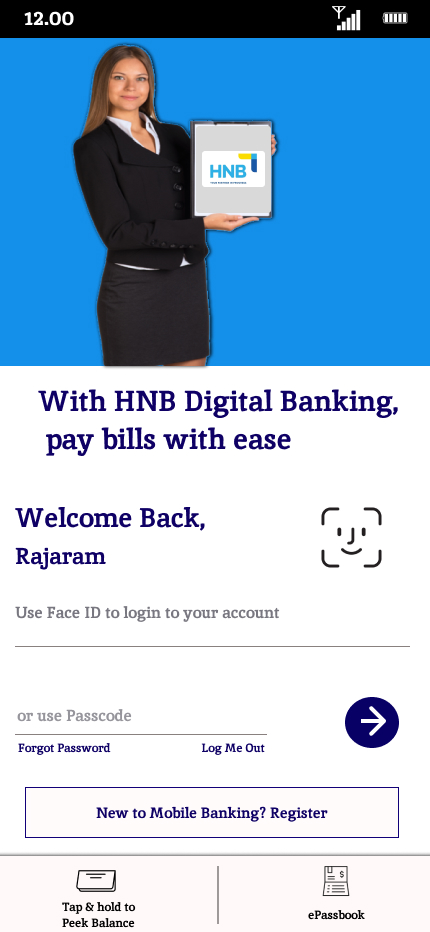 12.00
HNB
With HNB Digital Banking,
pay bills with ease
Welcome Back,
Rajaram
Use Face ID to login to your account
or use Passcode
Forgot Password
Log Me Out
New to Mobile Banking? Register
Tap & hold to
Peek Balance
ePassbook